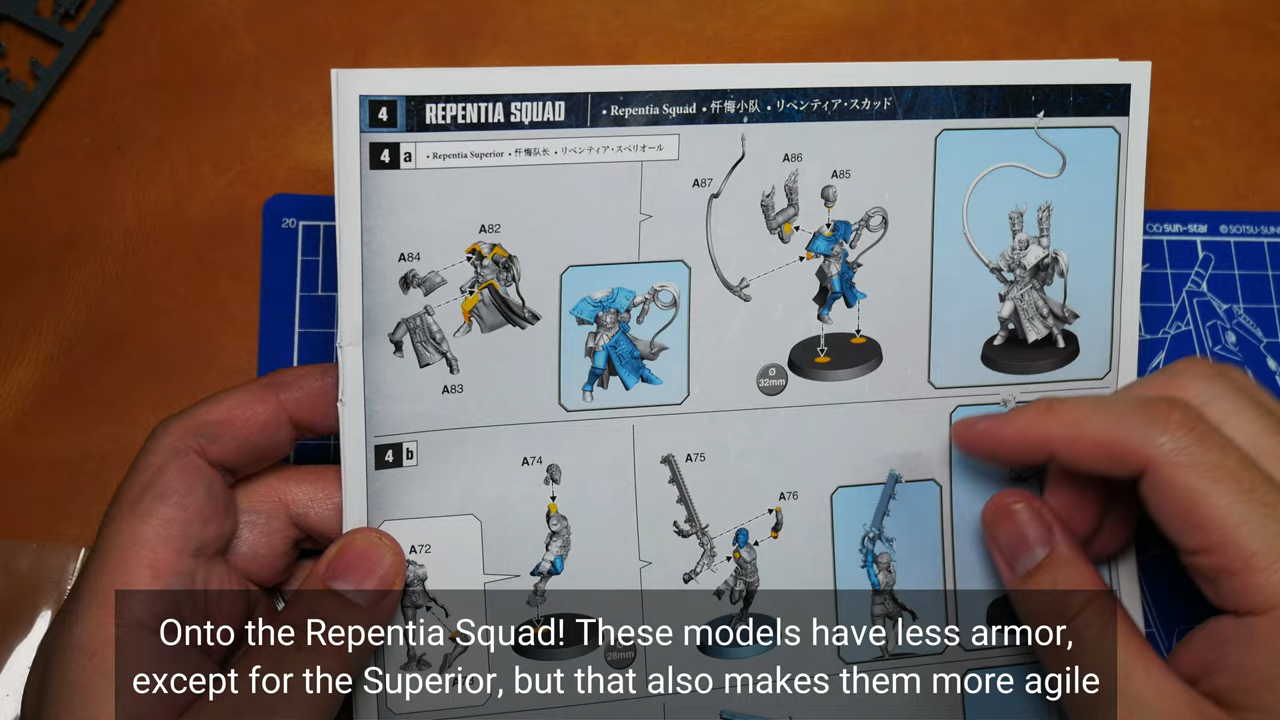 4 REPENTIA SQUAD • Repentia Squad • 忏悔小队 • リペンティア・スカッド
4 a • Repentia Superior • 忏悔队长 • リペンティア・スペリオール
A86
A87
A85
A82
A84
A83
Ø
32mm
4 b
A74
A75
A76
A72
28mm
20
sun-star
Onto the Repentia Squad! These models have less armor,
except for the Superior, but that also makes them more agile